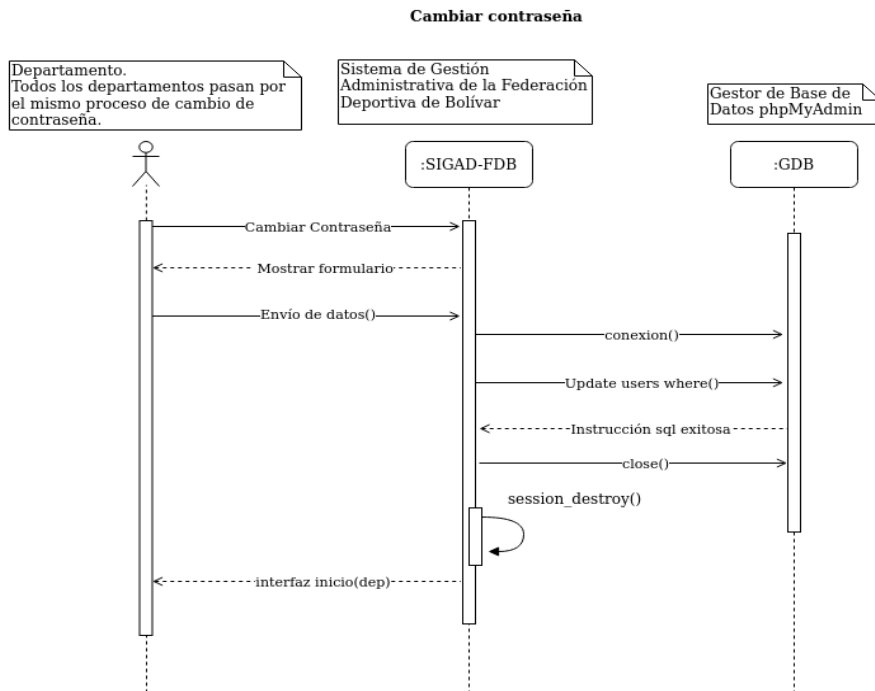 Cambiar contraseña
Departamento.
Todos los departamentos pasan por
el mismo proceso de cambio de
contraseña.
Sistema de Gestión
Administrativa de la Federación
Deportiva de Bolívar
Gestor de Base de
Datos phpMyAdmin
:SIGAD-FDB
:GDB
Cambiar Contraseña
Mostrar formulario
Envío de datos()
conexion()
Update users where()
Instrucción sql exitosa
close()
session_destroy()
interfaz inicio(dep)